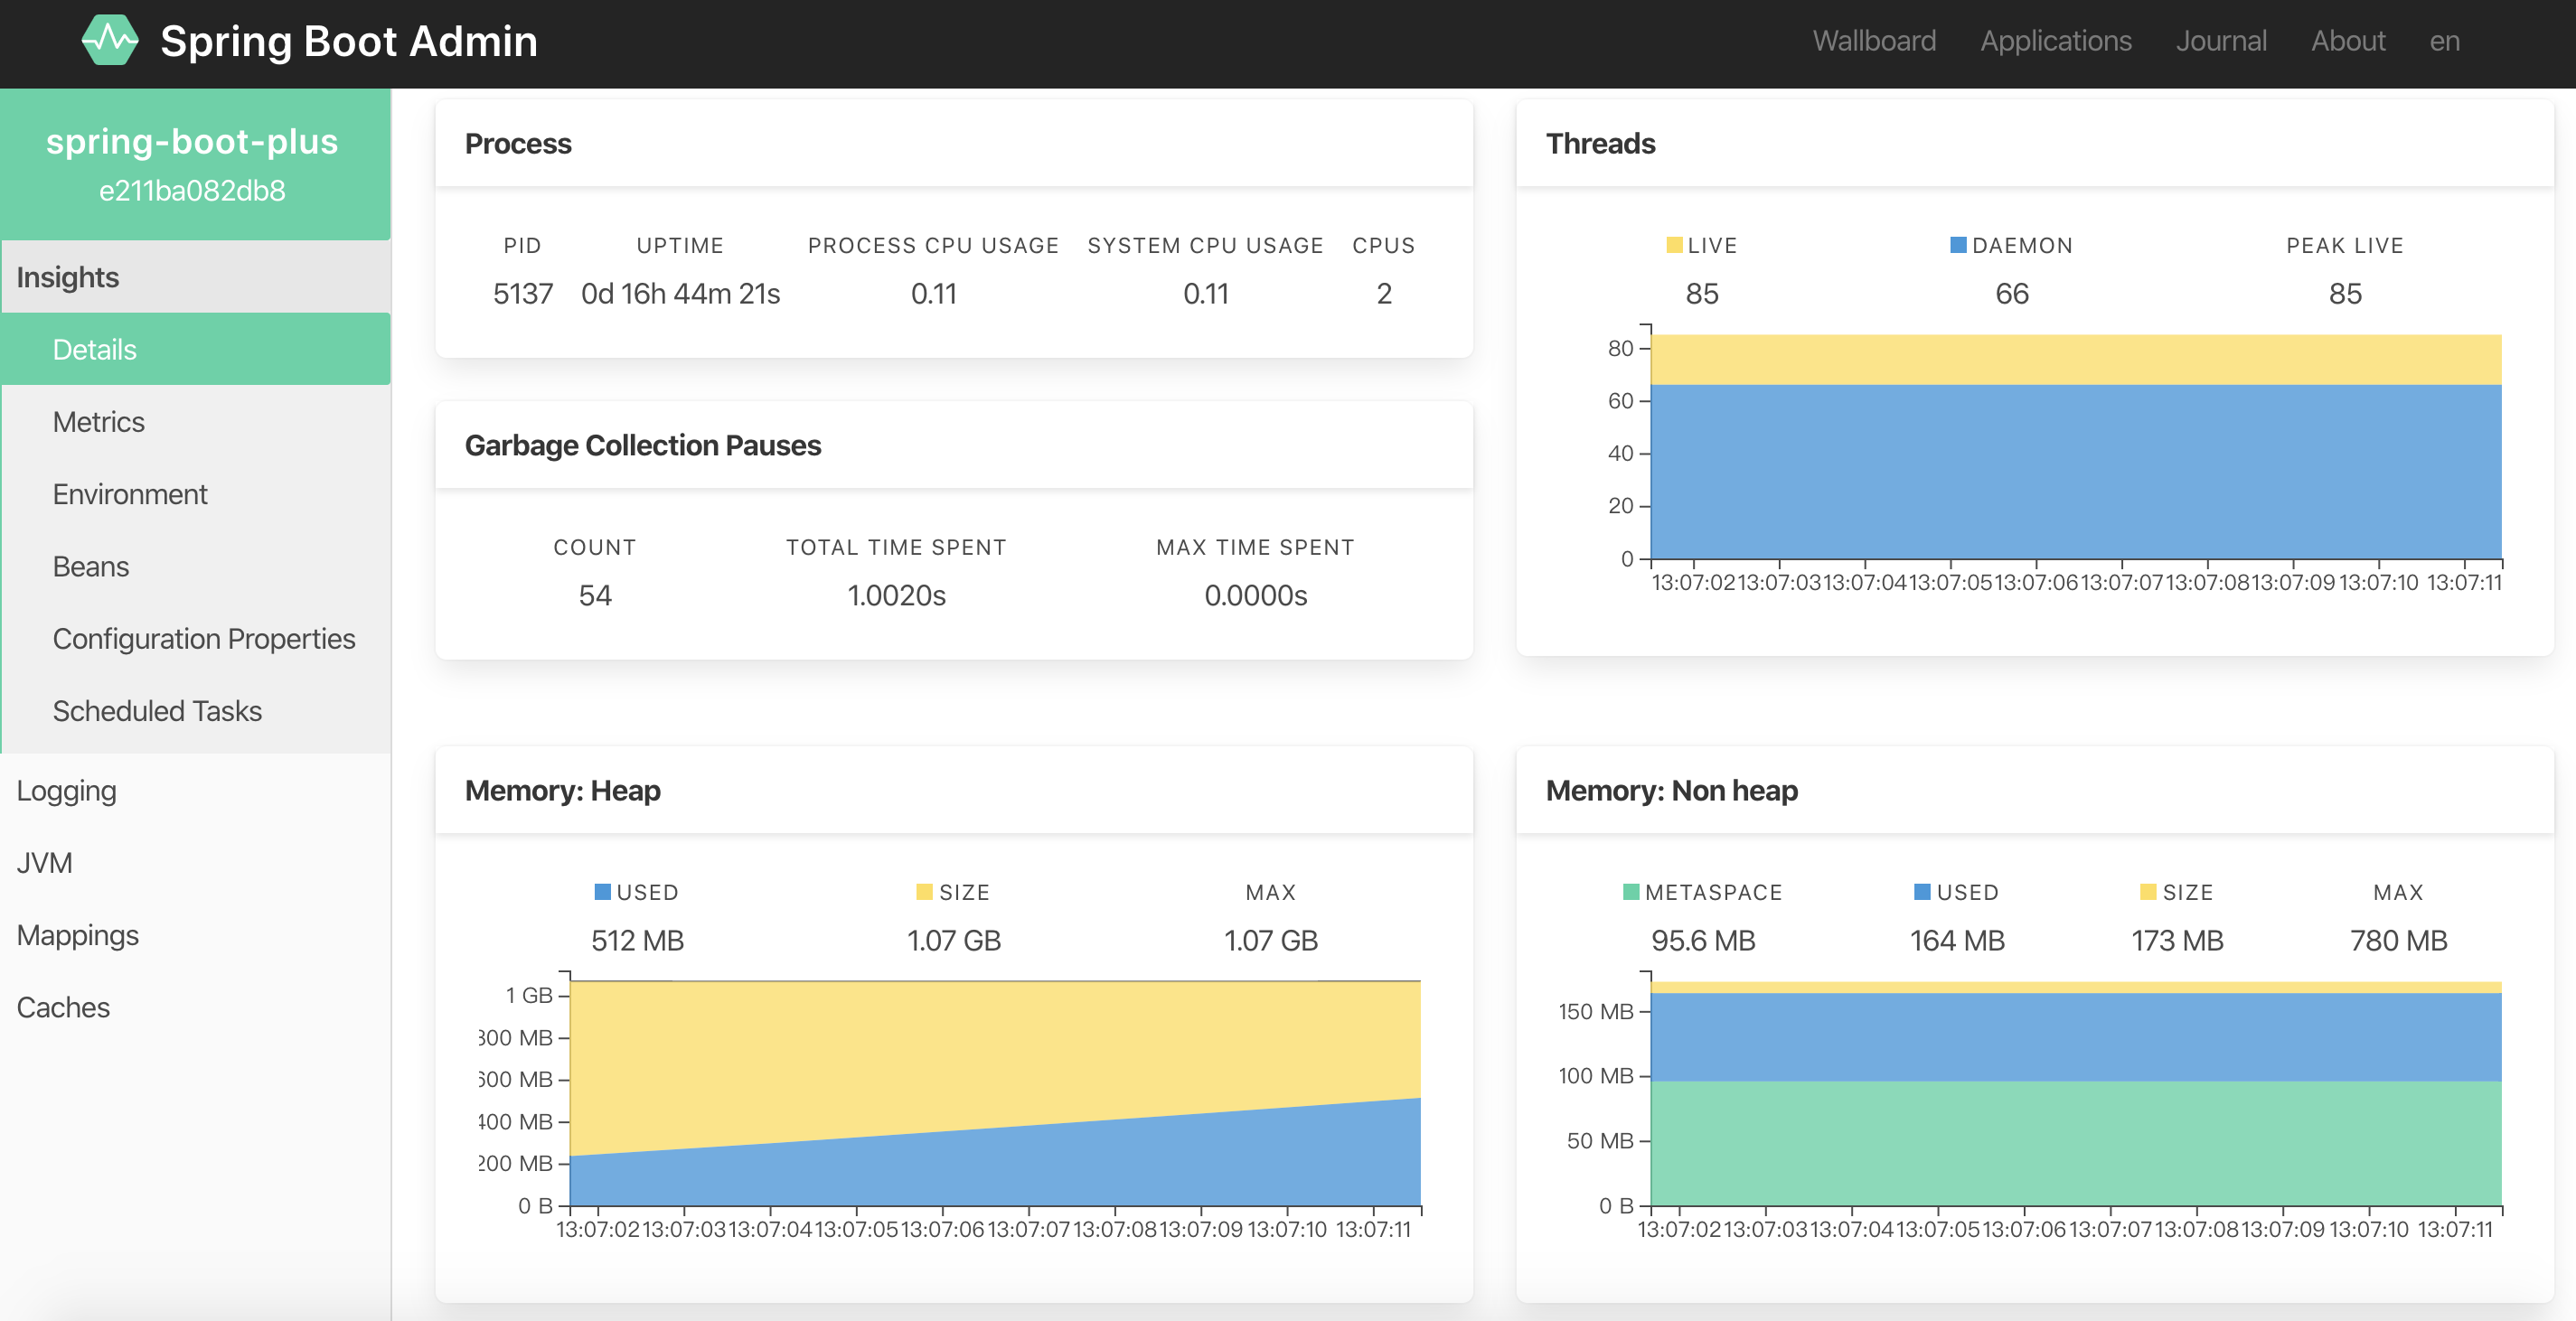 Spring Boot Admin
Wallboard Applications Journal About en
spring-boot-plus
e211ba082db8
Insights
Details
Metrics
Environment
Beans
Configuration Properties
Scheduled Tasks
Logging
JVM
Mappings
Caches
Process
PID UPTIME PROCESS CPU USAGE SYSTEM CPU USAGE CPUS
5137 0d 16h 44m 21s 0.11 0.11 2
Garbage Collection Pauses
COUNT TOTAL TIME SPENT MAX TIME SPENT
54 1.0020s 0.0000s
Threads
LIVE DAEMON PEAK LIVE
85 66 85
80
60
40
20
0
13:07:02 13:07:03 13:07:04 13:07:05 13:07:06 13:07:07 13:07:08 13:07:09 13:07:10 13:07:11
Memory: Heap
USED SIZE MAX
512 MB 1.07 GB 1.07 GB
1 GB
800 MB
600 MB
400 MB
200 MB
0 B
13:07:02 13:07:03 13:07:04 13:07:05 13:07:06 13:07:07 13:07:08 13:07:09 13:07:10 13:07:11
Memory: Non heap
METASPACE USED SIZE MAX
95.6 MB 164 MB 173 MB 780 MB
150 MB
100 MB
50 MB
0 B
13:07:02 13:07:03 13:07:04 13:07:05 13:07:06 13:07:07 13:07:08 13:07:09 13:07:10 13:07:11